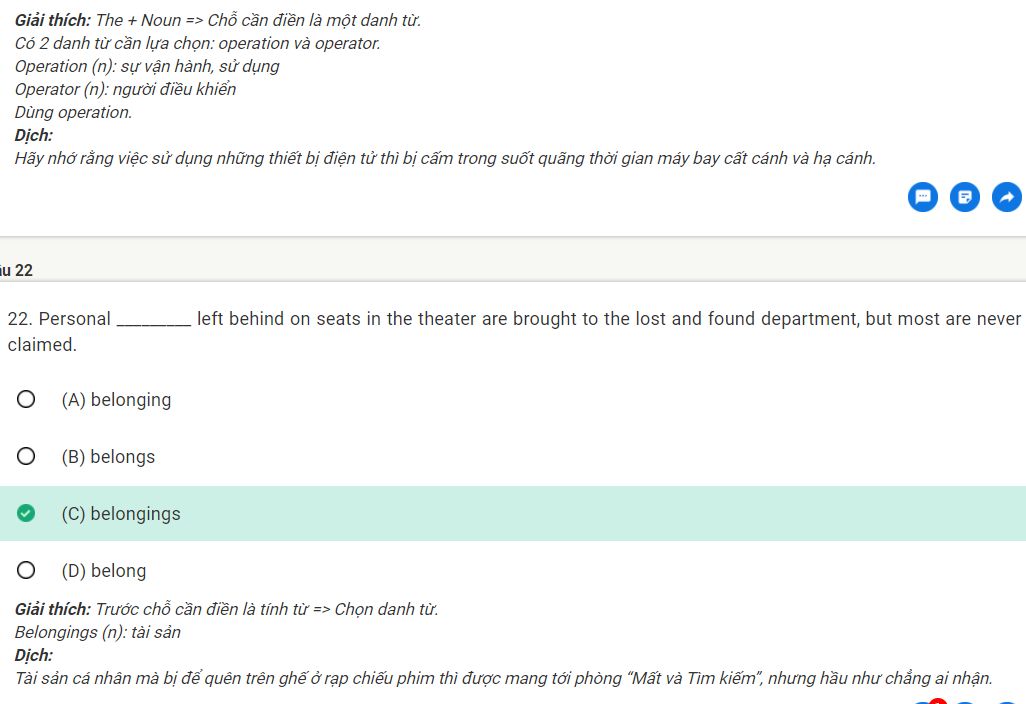 Giải thích: The + Noun => Chỗ cần điền là một danh từ.
Có 2 danh từ cần lựa chọn: operation và operator.
Operation (n): sự vận hành, sử dụng
Operator (n): người điều khiển
Dùng operation.
Dịch:
Hãy nhớ rằng việc sử dụng những thiết bị điện tử thì bị cấm trong suốt quãng thời gian máy bay cất cánh và hạ cánh.
âu 22
22. Personal _________ left behind on seats in the theater are brought to the lost and found department, but most are never
claimed.
(A) belonging
(B) belongs
(C) belongings
(D) belong
Giải thích: Trước chỗ cần điền là tính từ => Chọn danh từ.
Belongings (n): tài sản
Dịch:
Tài sản cá nhân mà bị để quên trên ghế ở rạp chiếu phim thì được mang tới phòng “Mất và Tìm kiếm”, nhưng hầu như chẳng ai nhận.